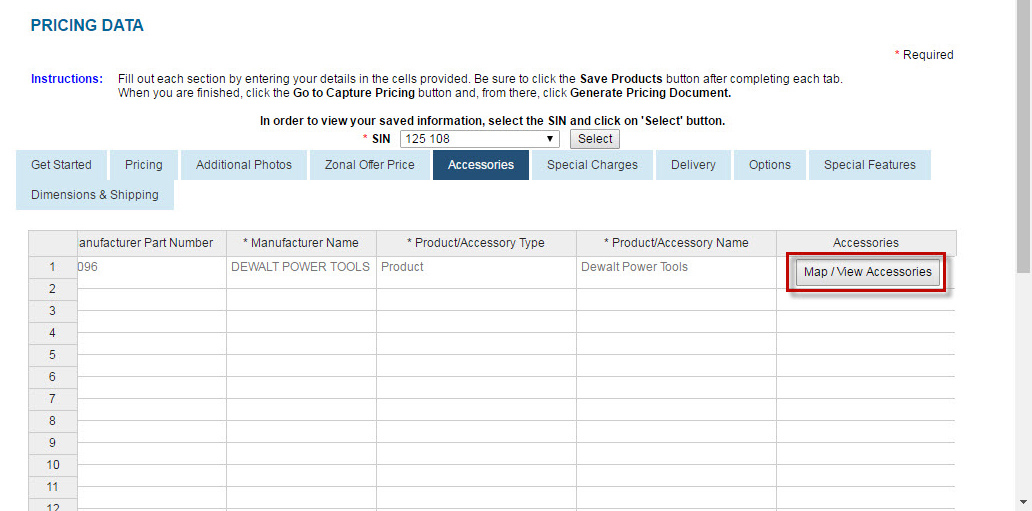 PRICING DATA
* Required
Instructions: Fill out each section by entering your details in the cells provided. Be sure to click the Save Products button after completing each tab.
When you are finished, click the Go to Capture Pricing button and, from there, click Generate Pricing Document.
In order to view your saved information, select the SIN and click on 'Select' button.
* SIN 125 108 Select
Get Started Pricing Additional Photos Zonal Offer Price Accessories Special Charges Delivery Options Special Features
Dimensions & Shipping
anufacturer Part Number * Manufacturer Name * Product/Accessory Type * Product/Accessory Name Accessories
1 096 DEWALT POWER TOOLS Product Dewalt Power Tools Map / View Accessories
2
3
4
5
6
7
8
9
10
11
12